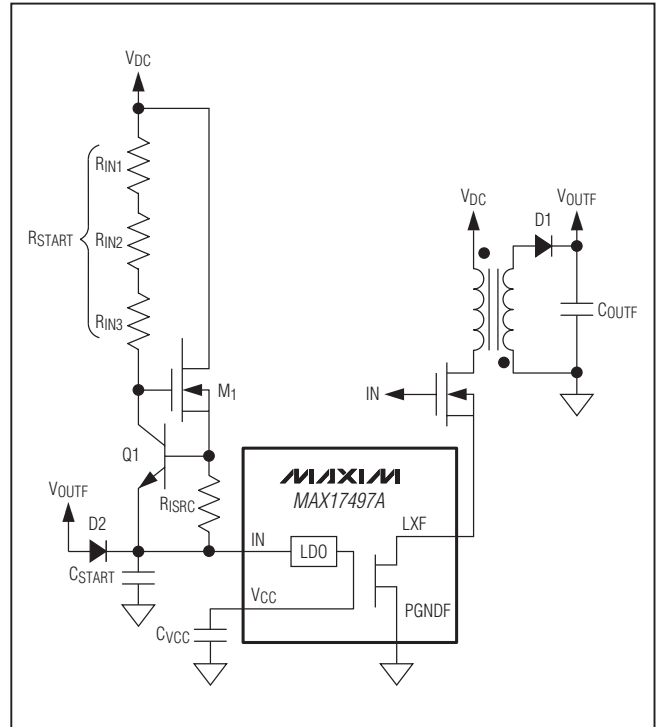 VDC
RIN1
RSTART
RIN2
RIN3
M1
Q1
VOUTF
D2
CSTART
RISRC
IN
LDO
VCC
CVCC
MAXIM
MAX17497A
LXF
PGNDF
IN
VDC
D1
VOUTF
COUTF